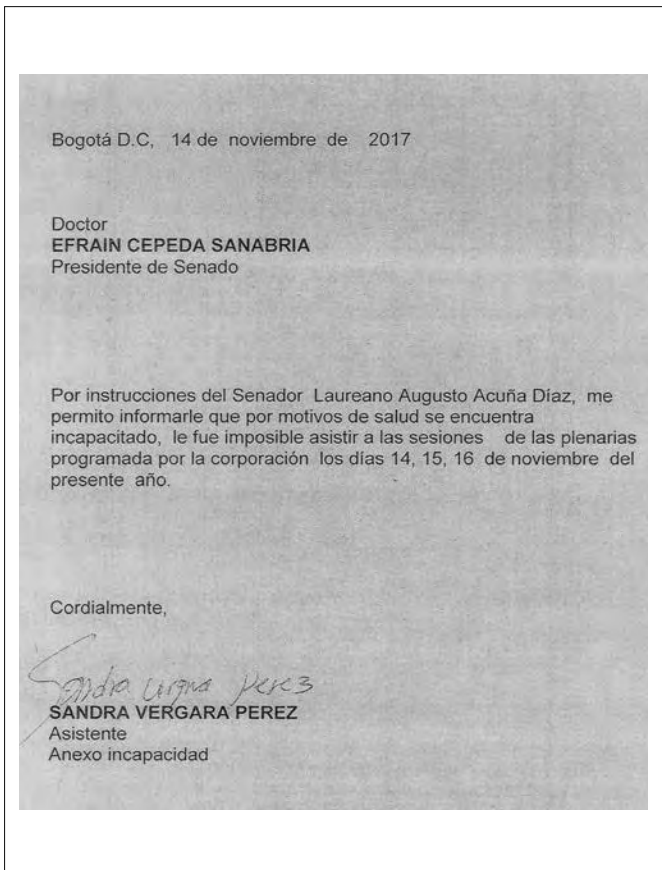 Bogotá D.C, 14 de noviembre de 2017
Doctor
EFRAIN CEPEDA SANABRIA
Presidente de Senado
Por instrucciones del Senador Laureano Augusto Acuña Díaz, me
permito informarle que por motivos de salud se encuentra
incapacitado, le fue imposible asistir a las sesiones de las plenarias
programada por la corporación los días 14, 15, 16 de noviembre del
presente año.
Cordialmente,
Sandra Vergara Perez
SANDRA VERGARA PEREZ
Asistente
Anexo incapacidad